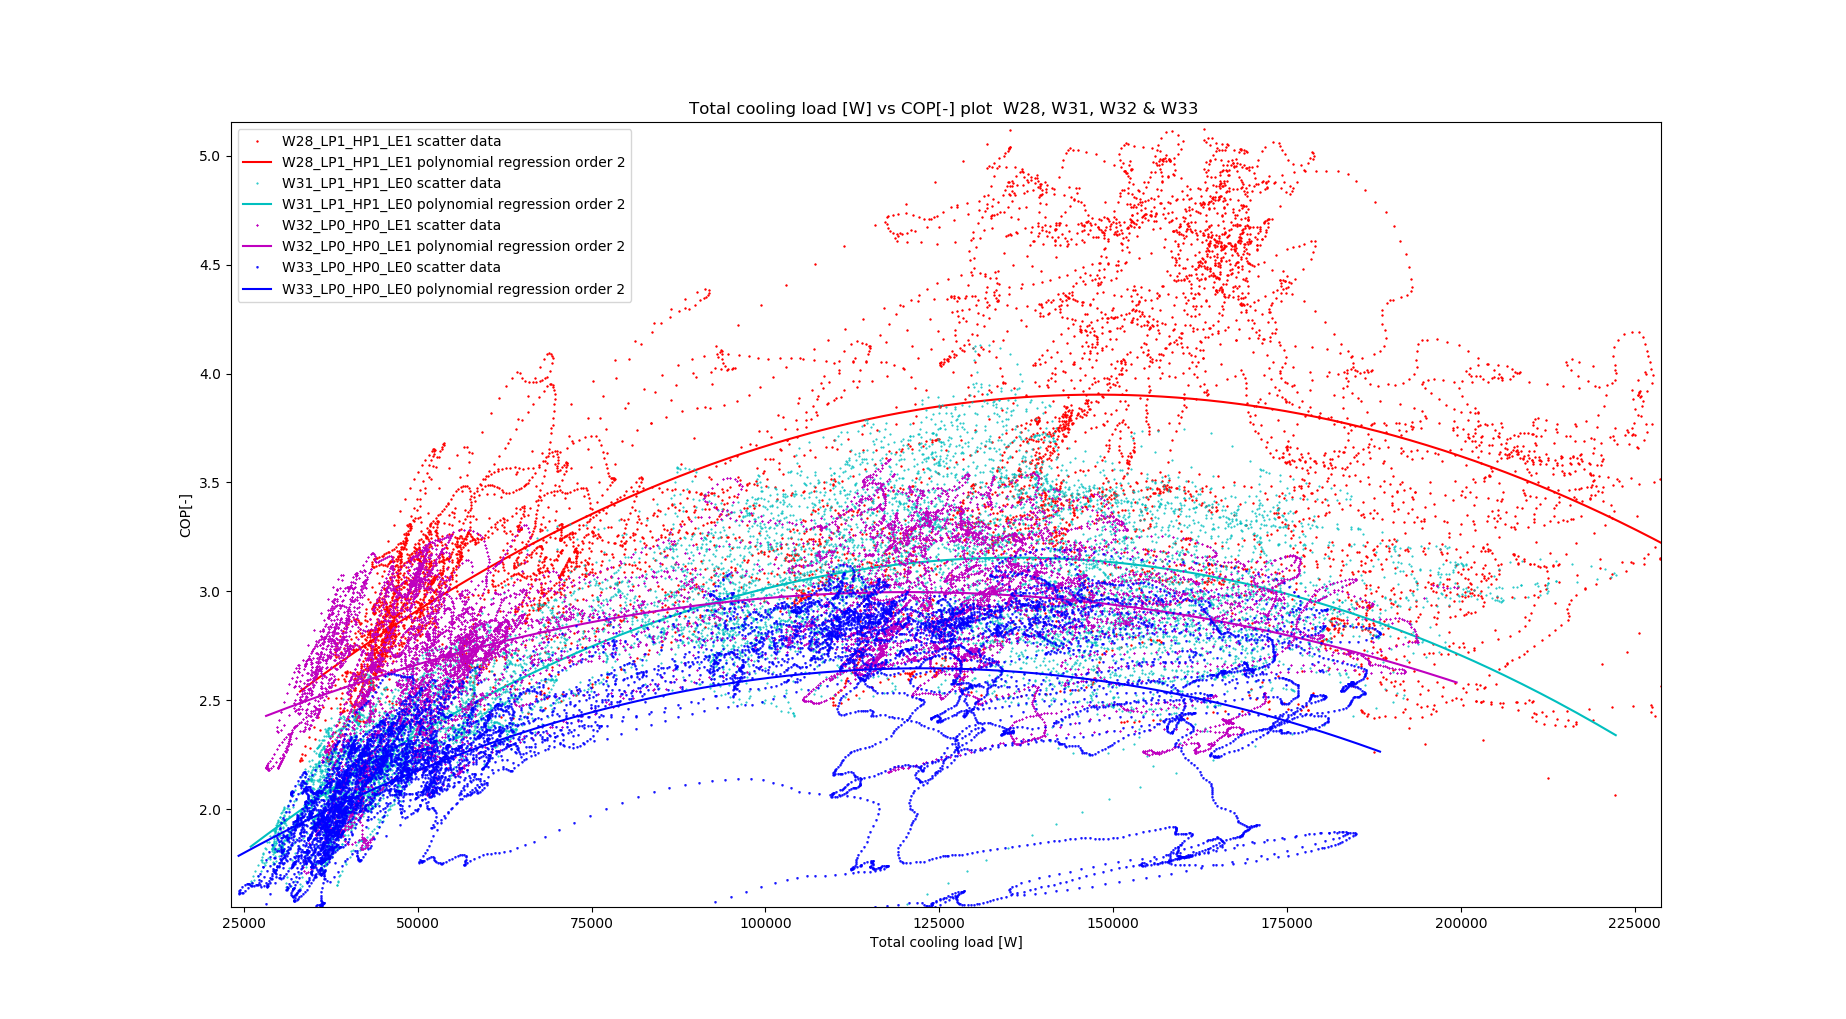 Total cooling load [W] vs COP[-] plot  W28, W31, W32 & W33
W28_LP1_HP1_LE1 scatter data
W28_LP1_HP1_LE1 polynomial regression order 2
W31_LP1_HP1_LE0 scatter data
W31_LP1_HP1_LE0 polynomial regression order 2
W32_LP0_HP0_LE1 scatter data
W32_LP0_HP0_LE1 polynomial regression order 2
W33_LP0_HP0_LE0 scatter data
W33_LP0_HP0_LE0 polynomial regression order 2
5.0
4.5
4.0
3.5
3.0
2.5
2.0
COP[-]
25000 50000 75000 100000 125000 150000 175000 200000 225000
Total cooling load [W]